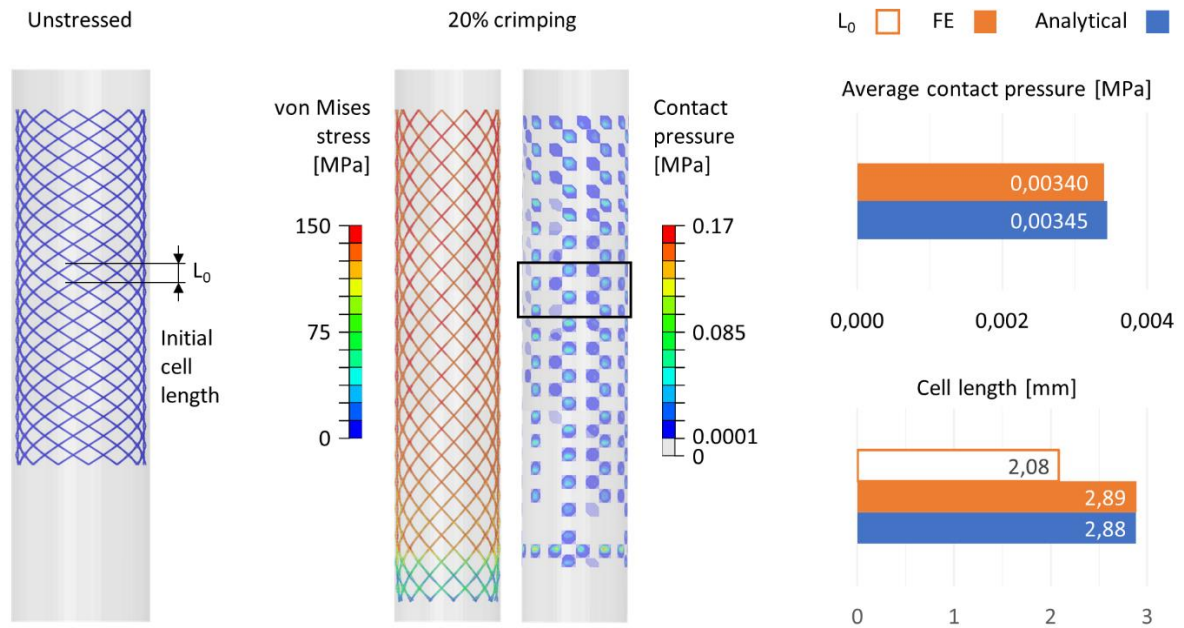 Unstressed
20% crimping
L₀
FE
Analytical
von Mises
stress
[MPa]
Contact
pressure
[MPa]
Average contact pressure [MPa]
0,00340
0,00345
0,000
0,002
0,004
150
75
0
0.17
0.085
0.0001
0
L₀
Initial
cell
length
Cell length [mm]
2,08
2,89
2,88
0
1
2
3